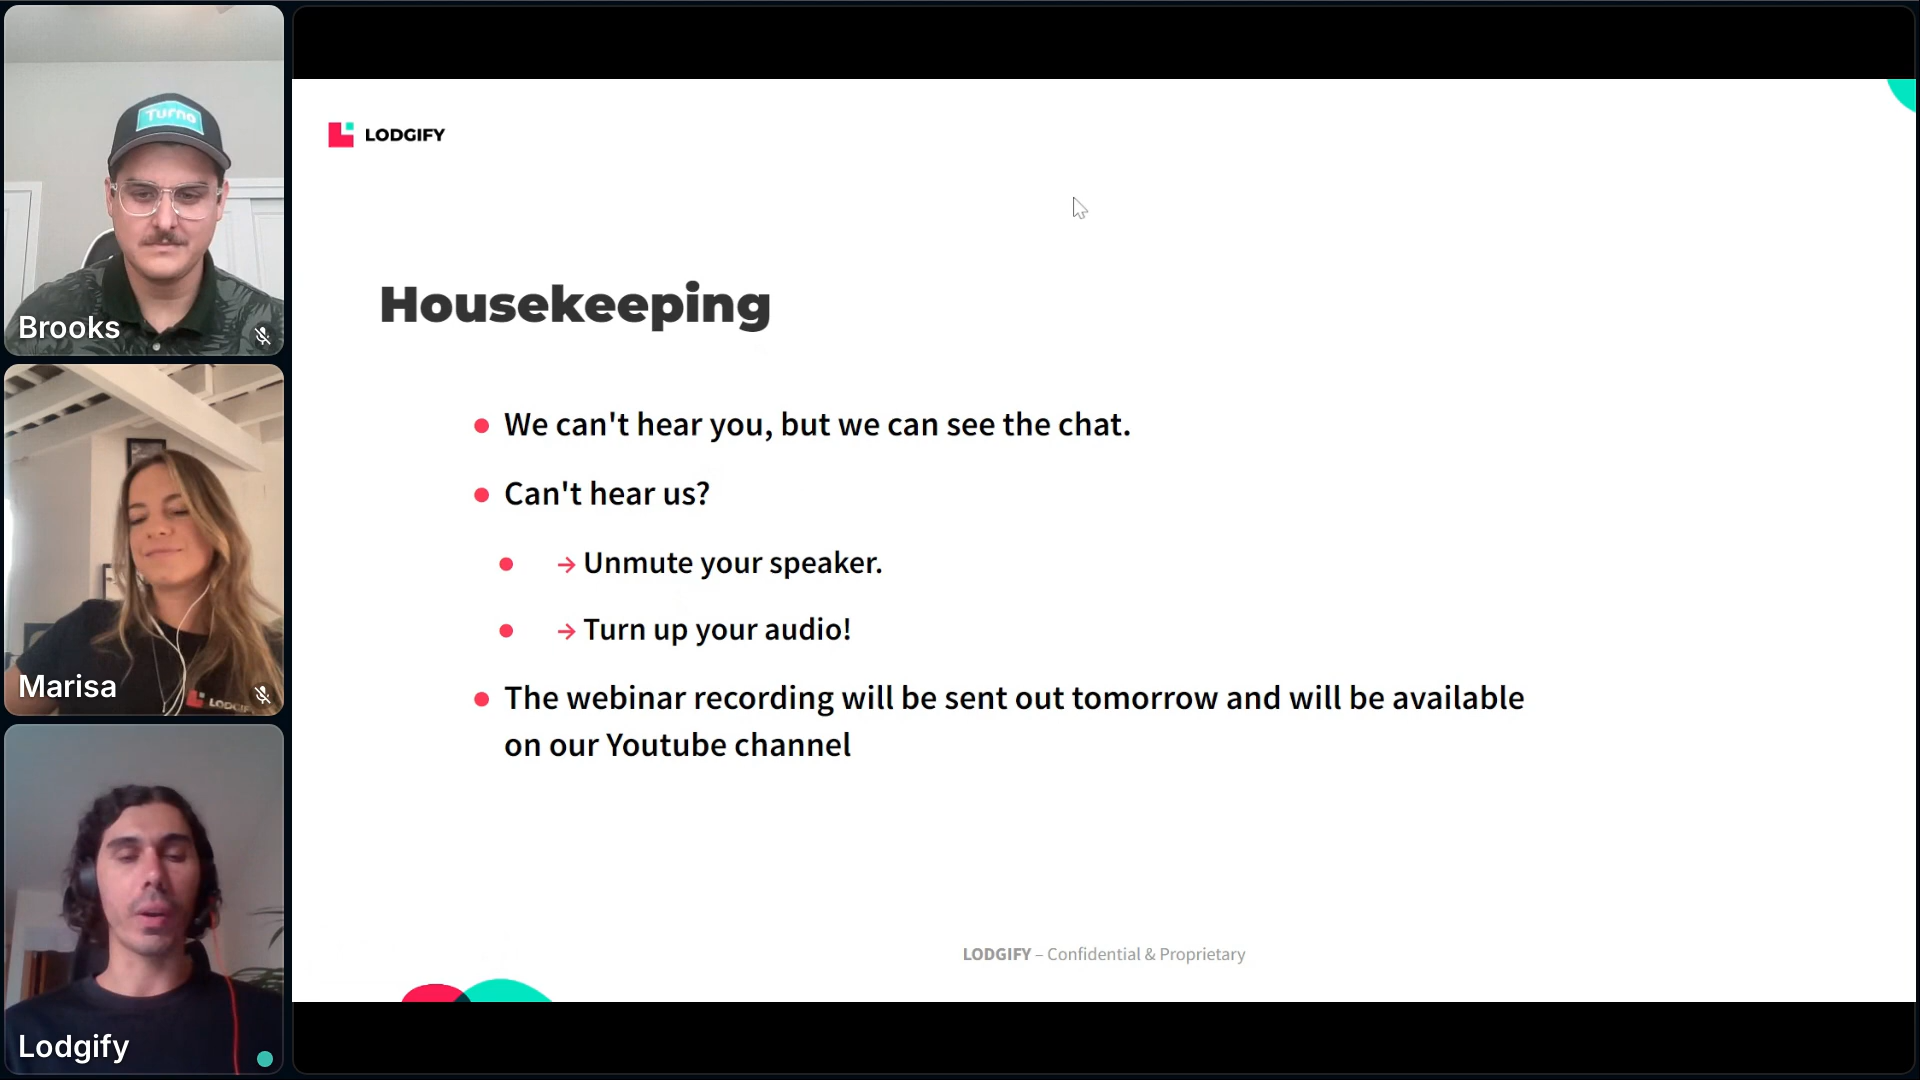 Turno
Brooks
Marisa
LODGIFY
Lodgify
LODGIFY
Housekeeping
We can't hear you, but we can see the chat.
Can't hear us?
→ Unmute your speaker.
→ Turn up your audio!
The webinar recording will be sent out tomorrow and will be available
on our Youtube channel
LODGIFY – Confidential & Proprietary